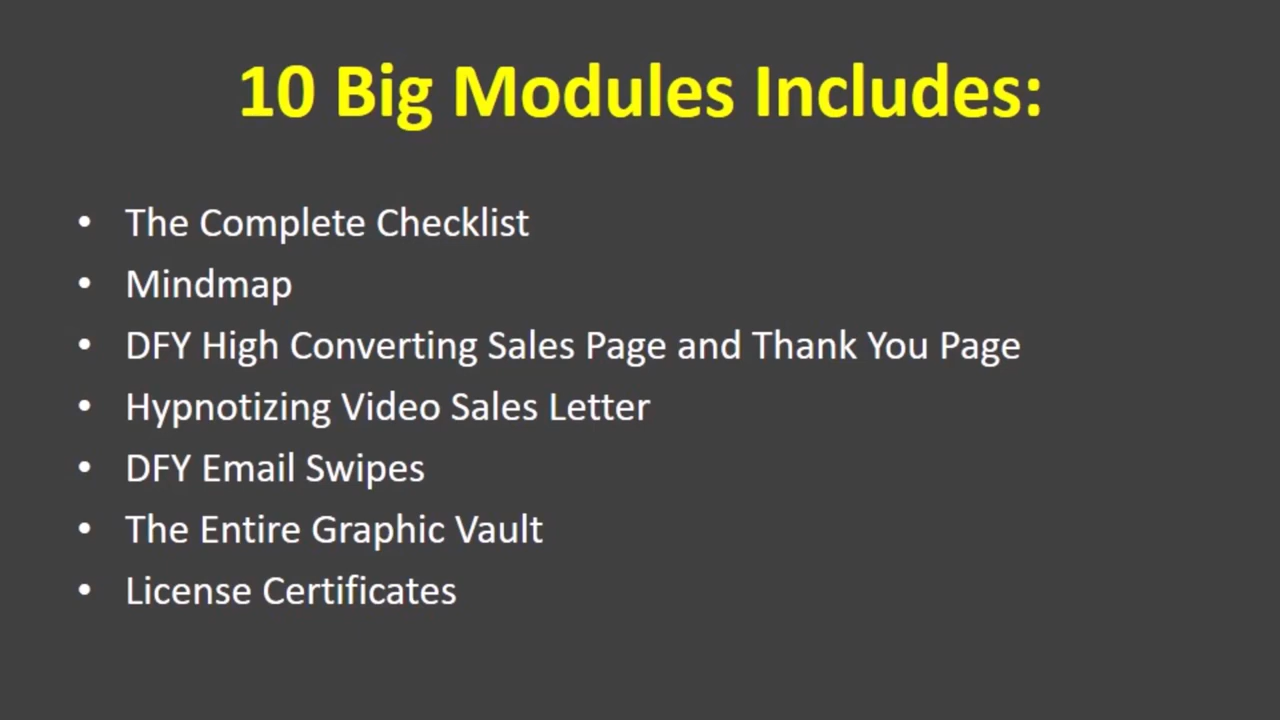 10 Big Modules Includes:
• The Complete Checklist
• Mindmap
• DFY High Converting Sales Page and Thank You Page
• Hypnotizing Video Sales Letter
• DFY Email Swipes
• The Entire Graphic Vault
• License Certificates